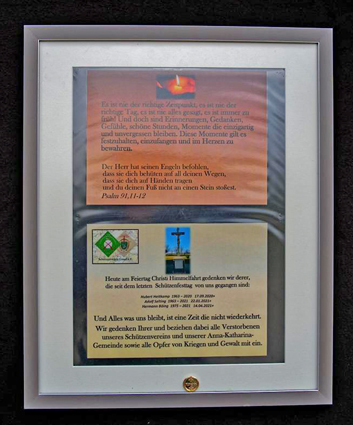 Es ist nie der richtige Zeitpunkt, es ist nie der
richtige Tag, es ist nie alles gesagt, es ist immer zu
früh! Und doch sind Erinnerungen, Gedanken,
Gefühle, schöne Stunden, Momente die einzigartig
und unvergessen bleiben. Diese Momente gilt es
festzuhalten, einzufangen und im Herzen zu
bewahren.
Der Herr hat seinen Engeln befohlen,
dass sie dich behüten auf all deinen Wegen,
dass sie dich auf Händen tragen
und du deinen Fuß nicht an einen Stein stoßest.
Psalm 91,11-12
Heute am Feiertag Christi Himmelfahrt gedenken wir derer,
die seit dem letzten Schützenfesttag von uns gegangen sind:
Und Alles was uns bleibt, ist eine Zeit die nicht wiederkehrt.
Wir gedenken Ihrer und beziehen dabei alle Verstorbenen
unseres Schützenvereins und unserer Anna-Katharina-
Gemeinde sowie alle Opfer von Kriegen und Gewalt mit ein.